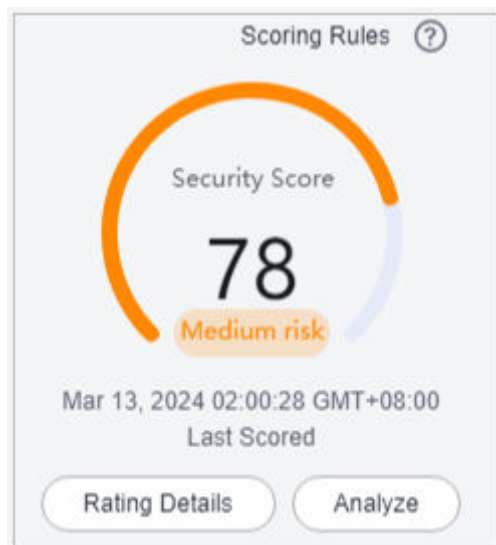 Scoring Rules ?
Security Score
78
Medium risk
Mar 13, 2024 02:00:28 GMT+08:00
Last Scored
Rating Details Analyze